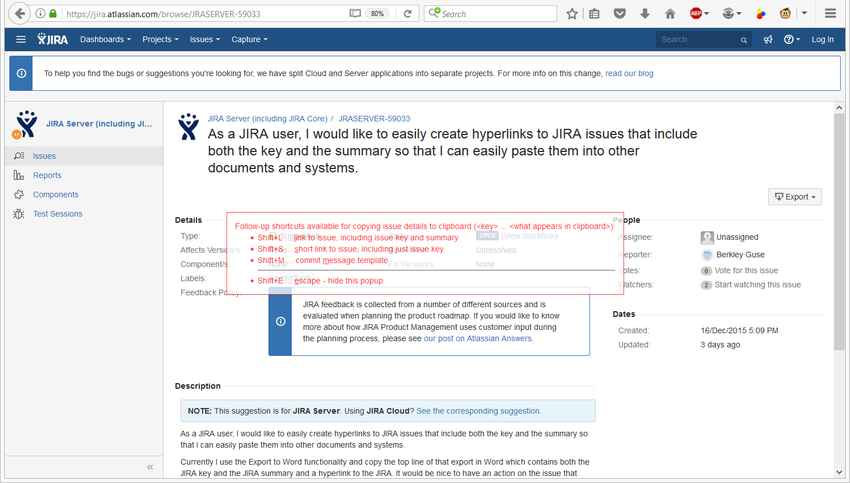 https://jira.atlassian.com/browse/JRASERVER-59033
80%
Search
ABP
JIRA
Dashboards
Projects
Issues
Capture
Search
Log In
To help you find the bugs or suggestions you're looking for, we have split Cloud and Server applications into separate projects. For more info on this change, read our blog
JIRA Server (including JI...
Issues
Reports
Components
Test Sessions
JIRA Server (including JIRA Core) / JRASERVER-59033
As a JIRA user, I would like to easily create hyperlinks to JIRA issues that include
both the key and the summary so that I can easily paste them into other
documents and systems.
Export
Details
Type:
OPEN (View Workflow)
Affects Version/
Unresolved
Component/s
None
Fix Version/s:
None
Labels:
Feedback Policy:
Follow-up shortcuts available for copying issue details to clipboard (<key> ... <what appears in clipboard>):
Shift+L ... link to issue, including issue key and summary
Shift+S ... short link to issue, including just issue key
Shift+M ... commit message template
Shift+E ... escape - hide this popup
JIRA feedback is collected from a number of different sources and is
evaluated when planning the product roadmap. If you would like to know
more about how JIRA Product Management uses customer input during
the planning process, please see our post on Atlassian Answers.
People
Assignee:
Unassigned
Reporter:
Berkley Guse
Votes:
6 Vote for this issue
Watchers:
2 Start watching this issue
Dates
Created:
16/Dec/2015 5:09 PM
Updated:
3 days ago
Description
NOTE: This suggestion is for JIRA Server. Using JIRA Cloud? See the corresponding suggestion.
As a JIRA user, I would like to easily create hyperlinks to JIRA issues that include both the key and the summary so
that I can easily paste them into other documents and systems.
Currently I use the Export to Word functionality and copy the top line of that export in Word which contains both the
JIRA key and the JIRA summary and a hyperlink to the JIRA. It would be nice to have an action on the issue that